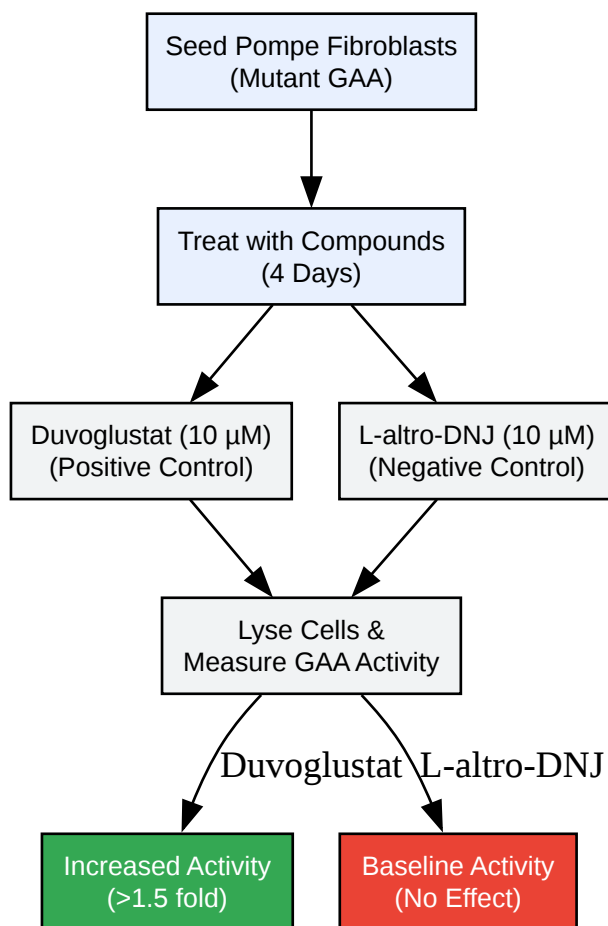 Seed Pompe Fibroblasts
(Mutant GAA)
Treat with Compounds
(4 Days)
Duvoglustat (10 µM)
(Positive Control)
L-altro-DNJ (10 µM)
(Negative Control)
Lyse Cells &
Measure GAA Activity
Duvoglustat
L-altro-DNJ
Increased Activity
(>1.5 fold)
Baseline Activity
(No Effect)